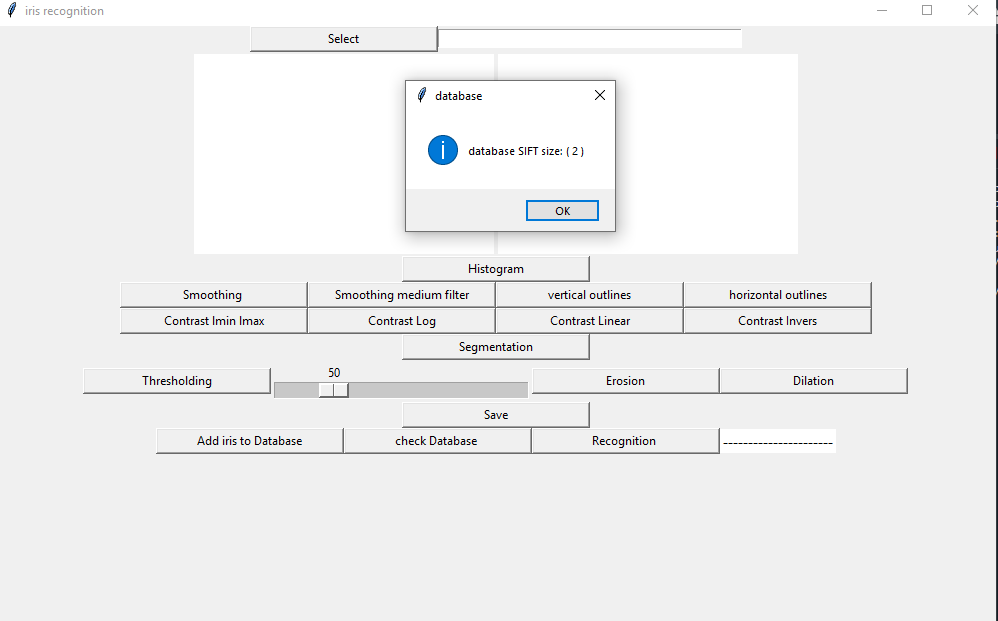 iris recognition
Select
database
database SIFT size: ( 2 )
OK
Histogram
Smoothing Smoothing medium filter vertical outlines horizontal outlines
Contrast Imin Imax Contrast Log Contrast Linear Contrast Invers
Segmentation
50
Thresholding Erosion Dilation
Save
Add iris to Database check Database Recognition ----------------------